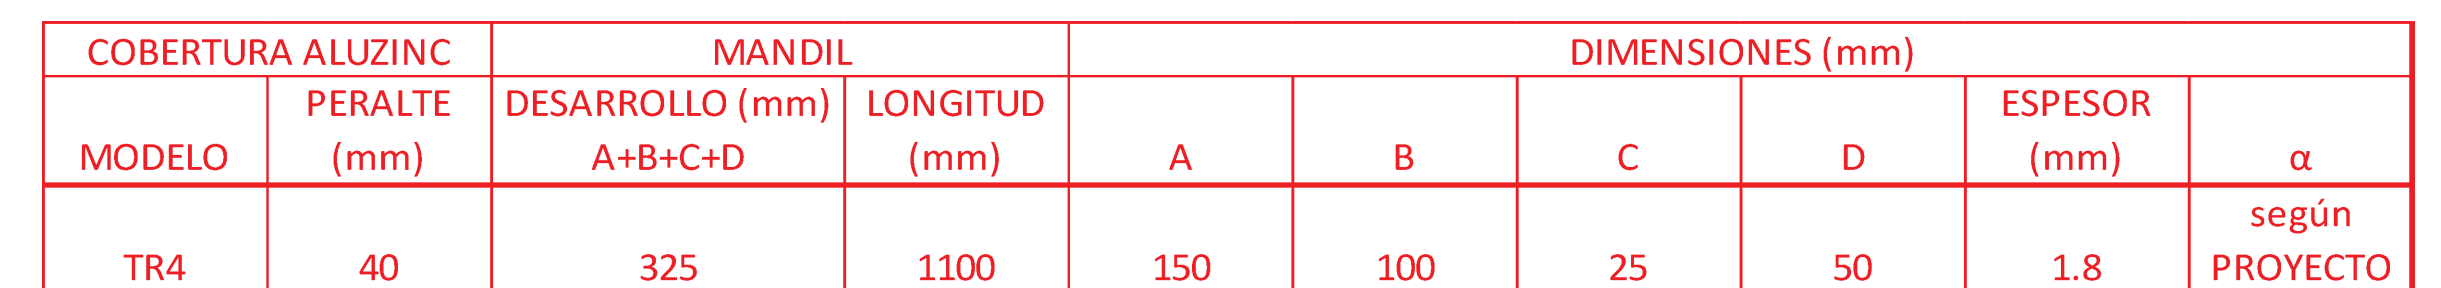 COBERTURA ALUZINC MANDIL DIMENSIONES (mm)
PERALTE DESARROLLO (mm) LONGITUD ESPESOR
MODELO (mm) A+B+C+D (mm) A B C D (mm) α
según
TR4 40 325 1100 150 100 25 50 1.8 PROYECTO